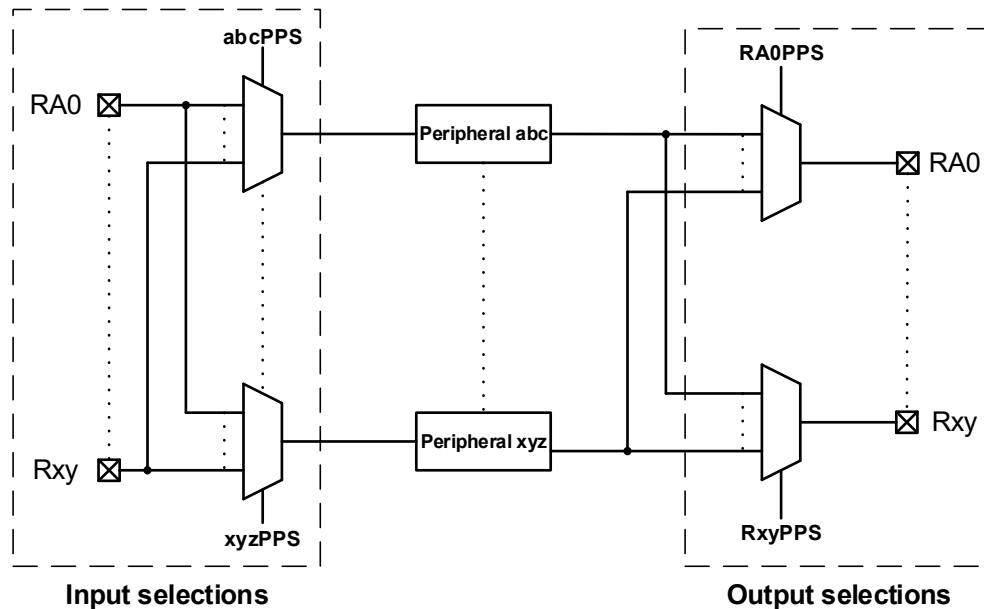 abcPPS
RA0
Rxy
xyzPPS
Input selections
Peripheral abc
Peripheral xyz
RA0PPS
RA0
Rxy
RxyPPS
Output selections